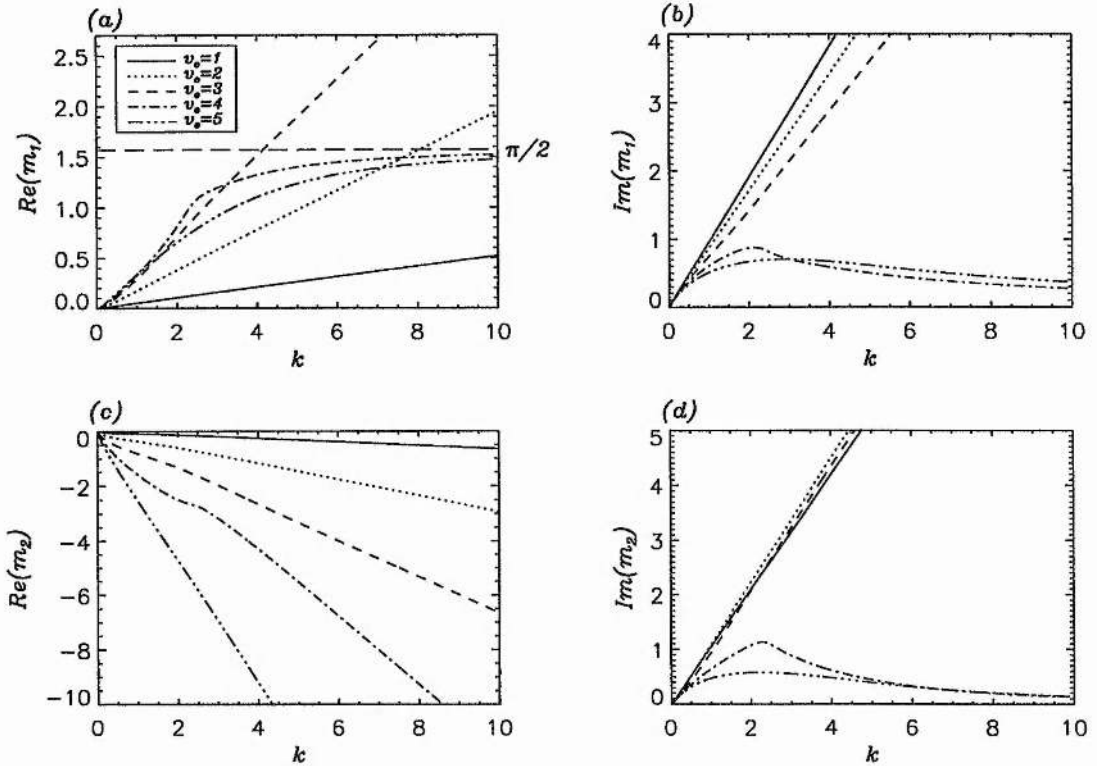 (a)
2.7
2.0
1.5
1.0
0.5
0.0
Re(m1)
v0=1
v0=2
v0=3
v0=4
v0=5
π/2
0 2 4 6 8 10
k
(b)
4
3
2
1
0
Im(m1)
0 2 4 6 8 10
k
(c)
0
-2
-4
-6
-8
-10
Re(m2)
0 2 4 6 8 10
k
(d)
5
4
3
2
1
0
Im(m2)
0 2 4 6 8 10
k